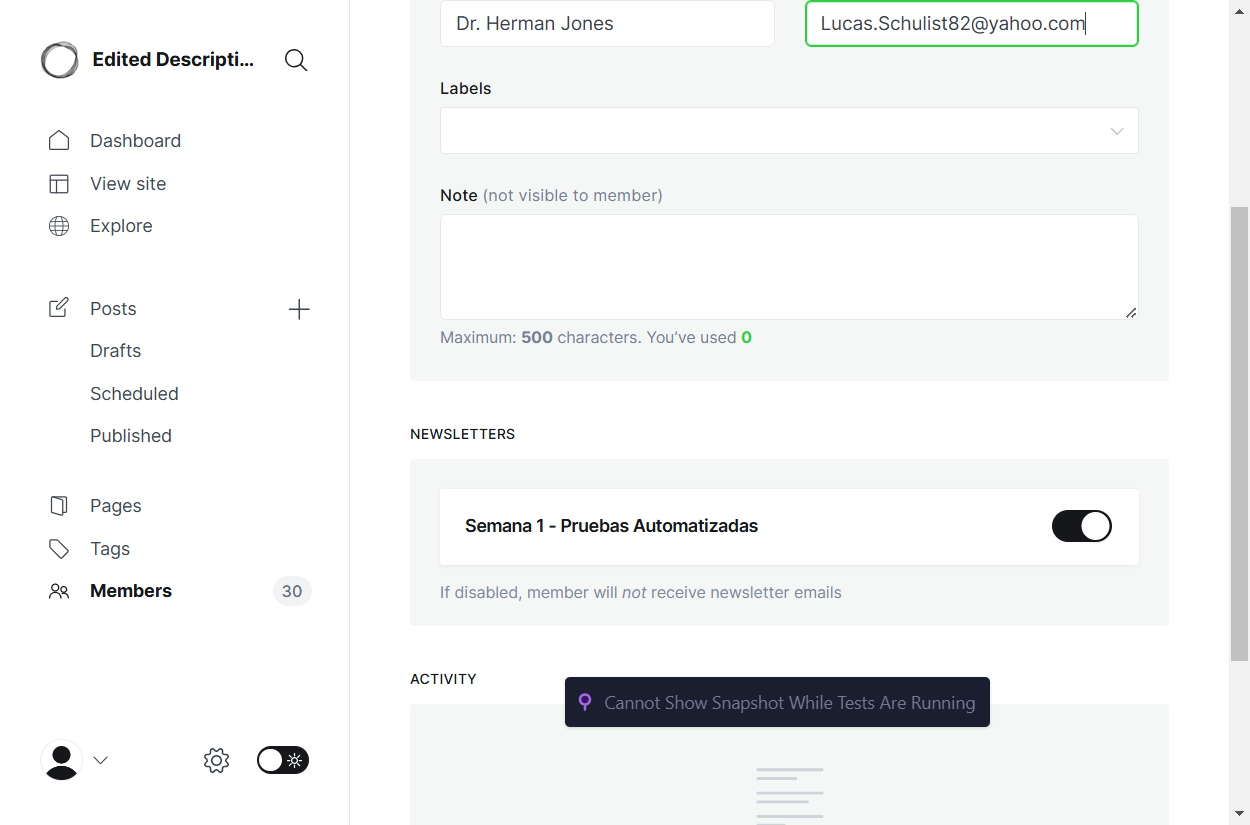 Edited Descripti...
Dashboard
View site
Explore
Posts
Drafts
Scheduled
Published
Pages
Tags
Members 30
Dr. Herman Jones
Lucas.Schulist82@yahoo.com
Labels
Note (not visible to member)
Maximum: 500 characters. You’ve used 0
NEWSLETTERS
Semana 1 - Pruebas Automatizadas
If disabled, member will not receive newsletter emails
ACTIVITY
Cannot Show Snapshot While Tests Are Running